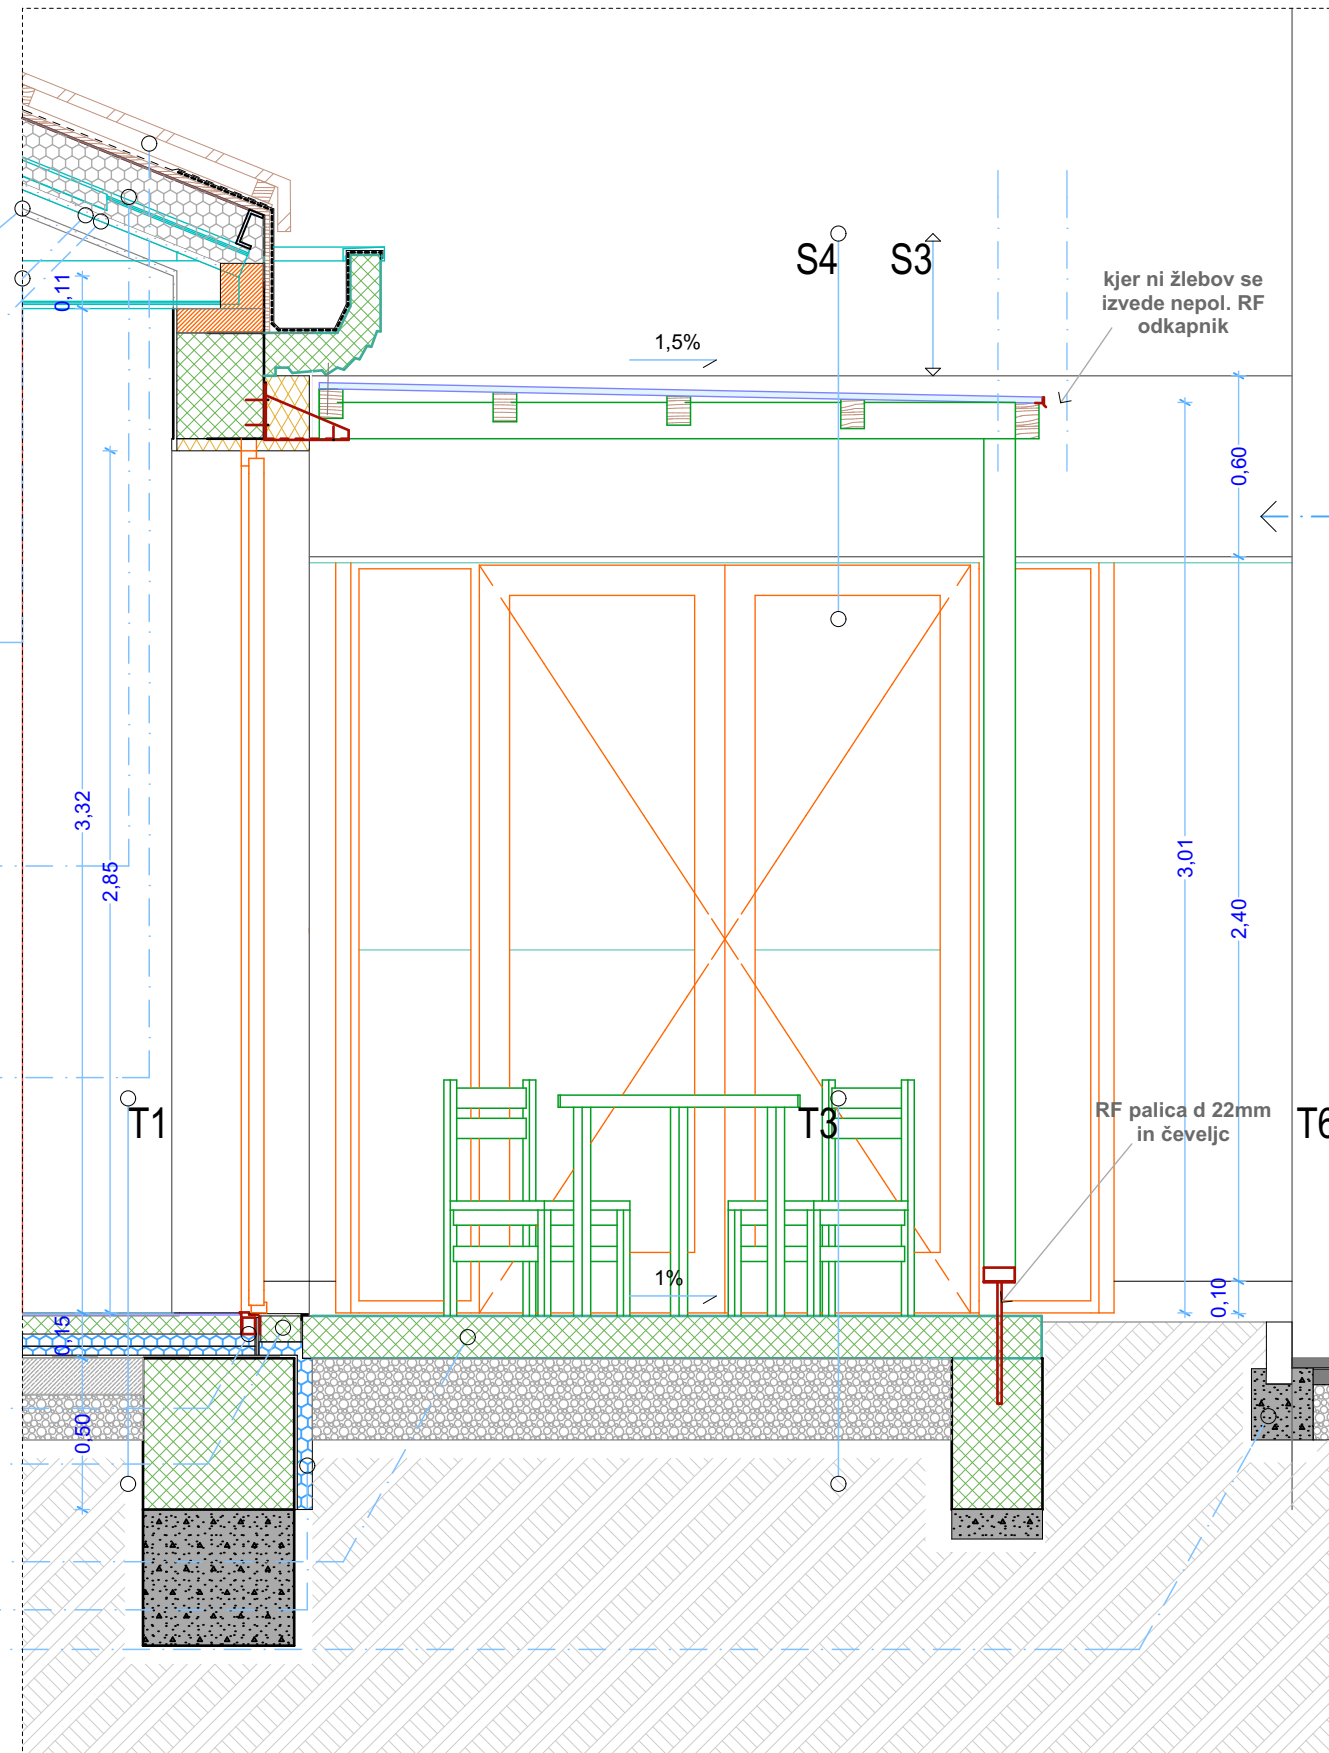 S4
S3
kjer ni žlebov se
izvede nepol. RF
odkapnik
0,11
1,5%
0,60
3,32
2,85
3,01
2,40
T1
T3
RF palica d 22mm
in čeveljc
T6
1%
0,10
0,15
0,50